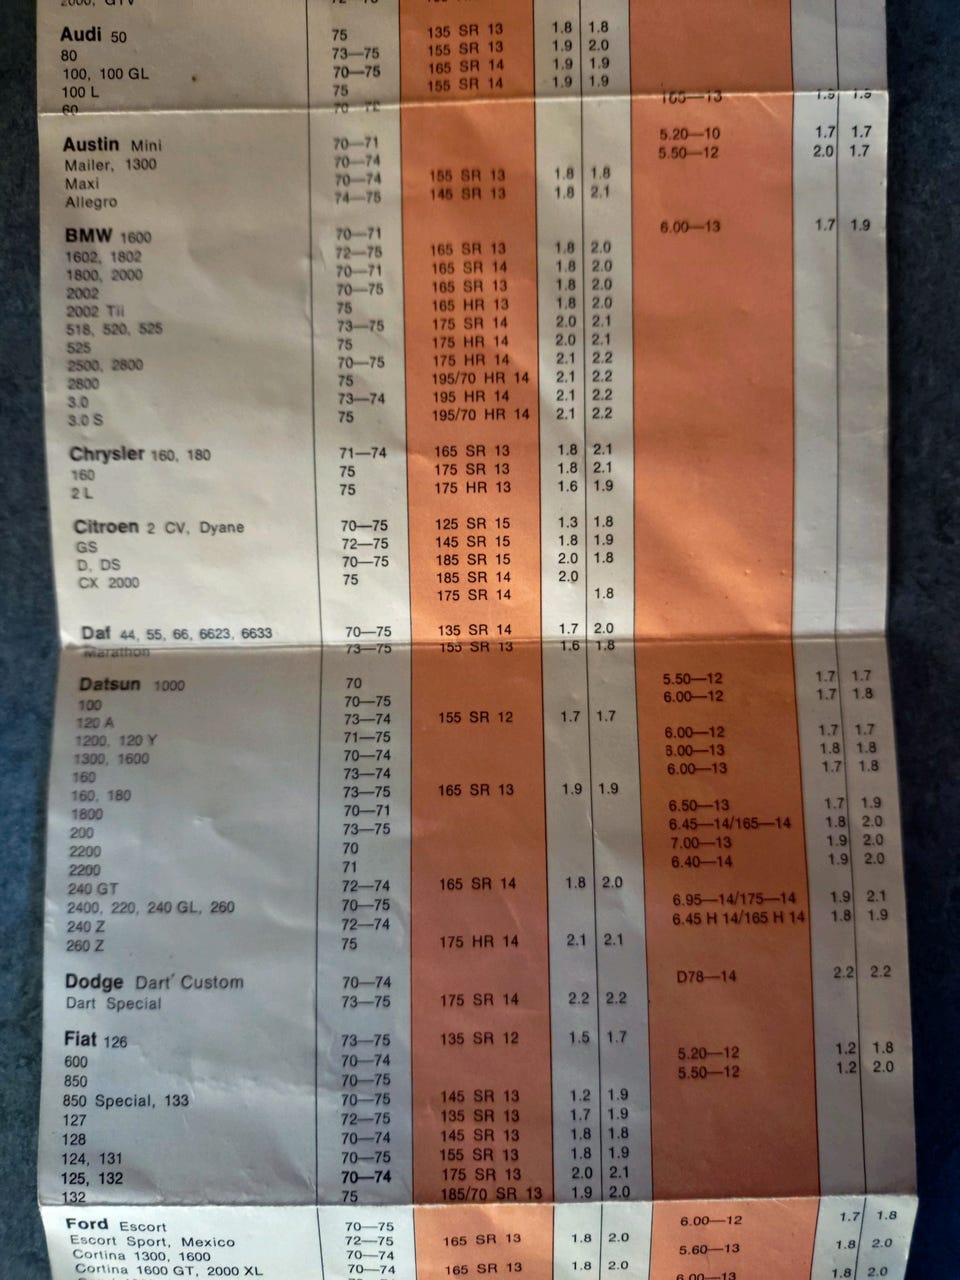 Audi 50 75 135 SR 13 1.8 1.8
80 73—75 155 SR 13 1.9 2.0
100, 100 GL 70—75 165 SR 14 1.9 1.9
100 L 75 155 SR 14 1.9 1.9
60 165—13
Austin Mini 70—71 5.20—10 1.7 1.7
Mailer, 1300 70—74 5.50—12 2.0 1.7
Maxi 70—74 155 SR 13 1.8 1.8
Allegro 74—75 145 SR 13 1.8 2.1
BMW 1600 70—71 6.00—13 1.7 1.9
1602, 1802 72—75 165 SR 13 1.8 2.0
1800, 2000 70—71 165 SR 14 1.8 2.0
2002 70—75 165 SR 13 1.8 2.0
2002 Tii 75 165 HR 13 1.8 2.0
518, 520, 525 73—75 175 SR 14 2.0 2.1
525 75 175 HR 14 2.0 2.1
2500, 2800 70—75 175 HR 14 2.1 2.2
2800 75 195/70 HR 14 2.1 2.2
3.0 73—74 195 HR 14 2.1 2.2
3.0 S 75 195/70 HR 14 2.1 2.2
Chrysler 160, 180 71—74 165 SR 13 1.8 2.1
160 75 175 SR 13 1.8 2.1
2 L 75 175 HR 13 1.6 1.9
Citroen 2 CV, Dyane 70—75 125 SR 15 1.3 1.8
GS 72—75 145 SR 15 1.8 1.9
D, DS 70—75 185 SR 15 2.0 1.8
CX 2000 75 185 SR 14 2.0
175 SR 14 1.8
Daf 44, 55, 66, 6623, 6633 70—75 135 SR 14 1.7 2.0
Marathon 73—75 155 SR 13 1.6 1.8
Datsun 1000 70 5.50—12 1.7 1.7
100 70—75 6.00—12 1.7 1.8
120 A 73—74 155 SR 12 1.7 1.7
1200, 120 Y 71—75 6.00—12 1.7 1.7
1300, 1600 70—74 1.8 1.8
160 73—74 6.00—13 1.7 1.8
160, 180 73—75 165 SR 13 1.9 1.9
1800 70—71 6.50—13 1.7 1.9
200 73—75 6.45—14/165—14 1.8 2.0
2200 70 7.00—13 1.9 2.0
2200 71 6.40—14 1.9 2.0
240 GT 72—74 165 SR 14 1.8 2.0
2400, 220, 240 GL, 260 70—75 6.95—14/175—14 1.9 2.1
240 Z 72—74 6.45 H 14/165 H 14 1.8 1.9
260 Z 75 175 HR 14 2.1 2.1
Dodge Dart Custom 70—74 D78—14 2.2 2.2
Dart Special 73—75 175 SR 14 2.2 2.2
Fiat 126 73—75 135 SR 12 1.5 1.7
600 70—74 5.20—12 1.2 1.8
850 70—75 5.50—12 1.2 2.0
850 Special, 133 70—75 145 SR 13 1.2 1.9
127 72—75 135 SR 13 1.7 1.9
128 70—74 145 SR 13 1.8 1.8
124, 131 70—75 155 SR 13 1.8 1.9
125, 132 70—74 175 SR 13 2.0 2.1
132 75 185/70 SR 13 1.9 2.0
Ford Escort 70—75 6.00—12 1.7 1.8
Escort Sport, Mexico 72—75 165 SR 13 1.8 2.0
Cortina 1300, 1600 70—74 5.60—13 1.8 2.0
Cortina 1600 GT, 2000 XL 70—74 165 SR 13 1.8 2.0
6.00—13 1.8 2.0